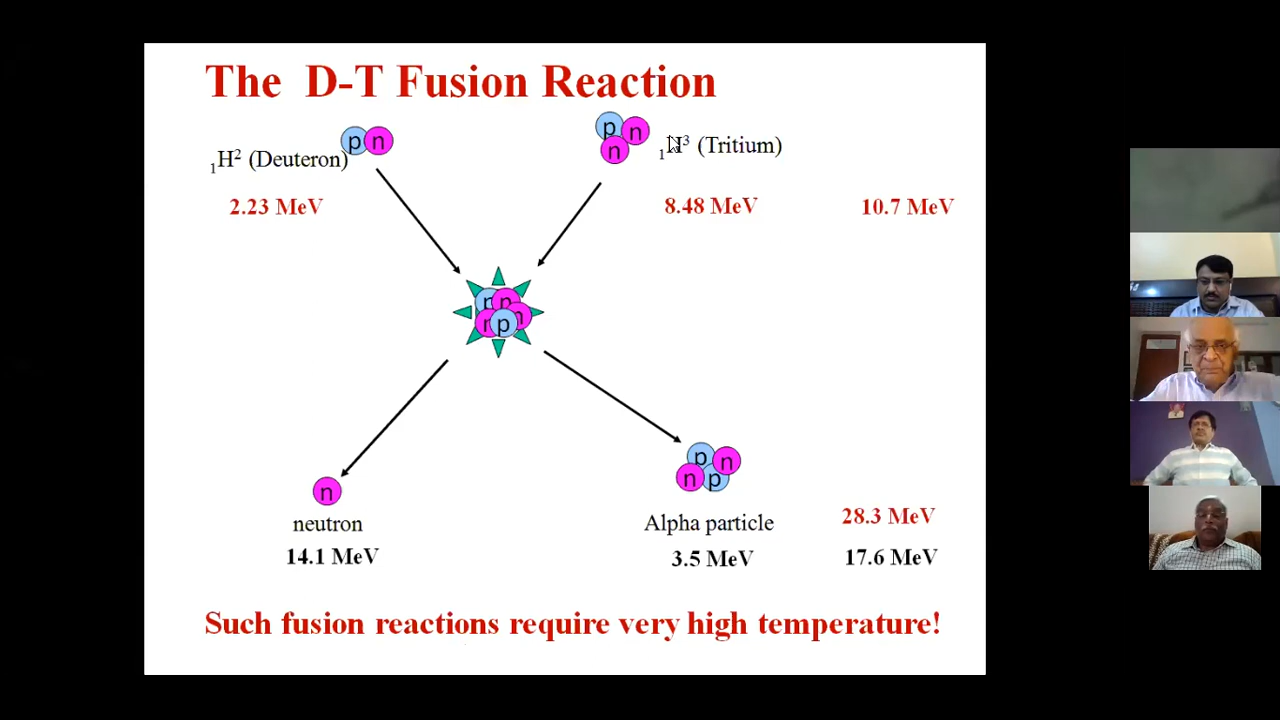 The D-T Fusion Reaction
p n
p n
n
₁H² (Deuteron)
₁H³ (Tritium)
2.23 MeV
8.48 MeV
10.7 MeV
p n
n p n
p n
n p
n
neutron
Alpha particle
28.3 MeV
14.1 MeV
3.5 MeV
17.6 MeV
Such fusion reactions require very high temperature!